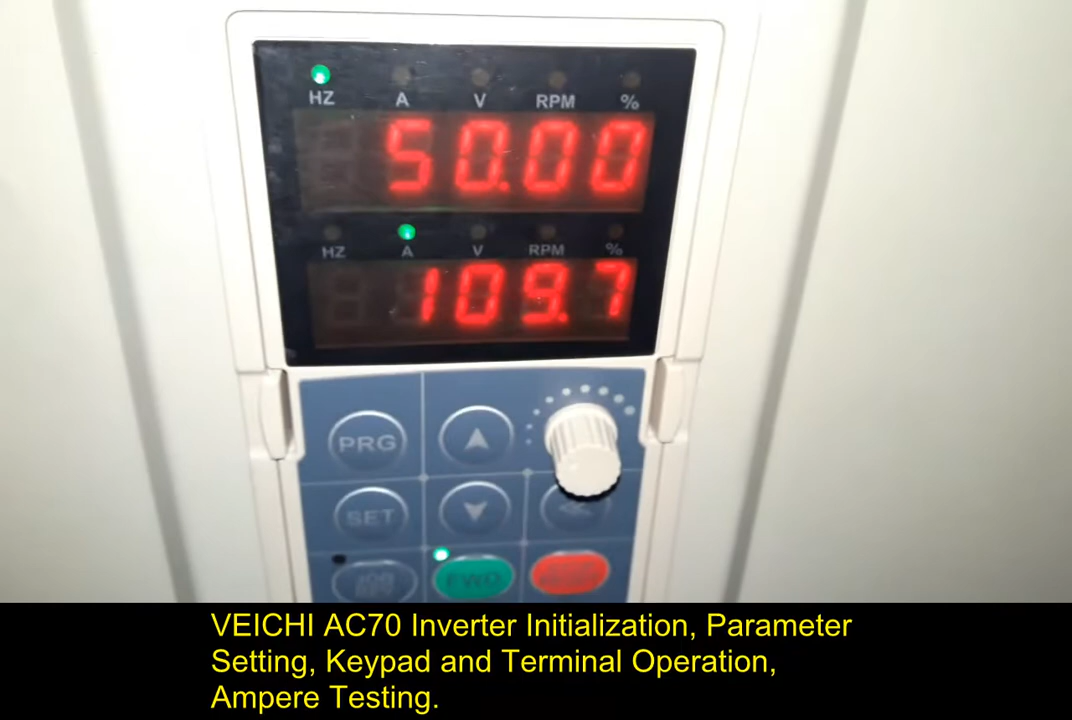 HZ A V RPM %
50.00
HZ A V RPM %
109.7
PRG
SET
FWD
VEICHI AC70 Inverter Initialization, Parameter
Setting, Keypad and Terminal Operation,
Ampere Testing.